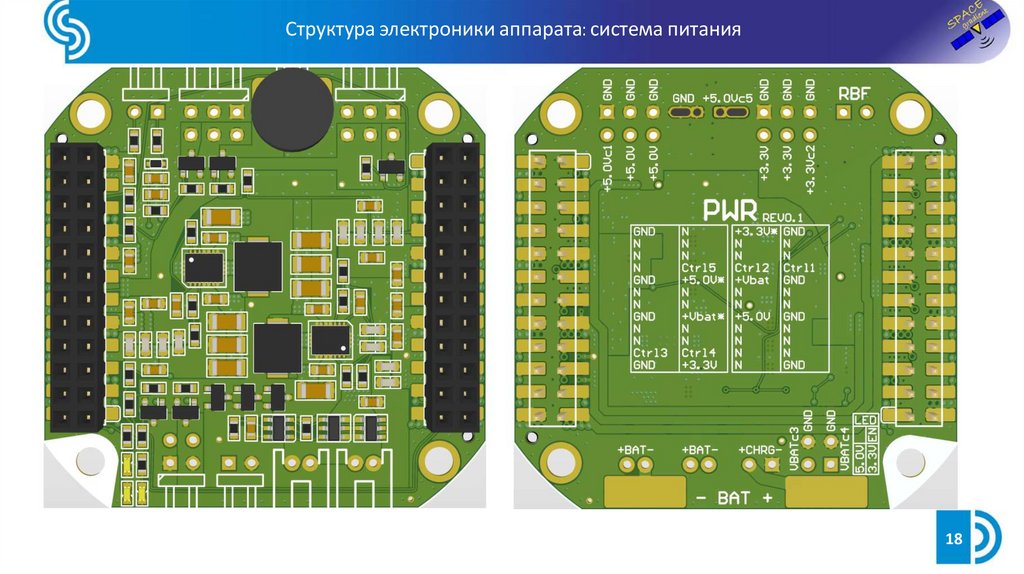 Структура электроники аппарата: система питания
SPACE
gradient
GND GND GND GND +5.0Vc5 GND GND GND RBF
+5.0Vc1 +5.0V +5.0V +3.3V +3.3V +3.3Vc2
PWR REV0.1
GND N +3.3V* GND
N N N N
N N N N
N Ctrl5 Ctrl2 Ctrl1
GND +5.0V* +Vbat GND
N N N N
N N N N
GND +Vbat* +5.0V GND
N N N N
N N N N
Ctrl3 Ctrl4 N N
GND +3.3V N GND
GND GND LED
+BAT- +BAT- +CHRG- VBATc3 VBATc4 5.0V 3.3V EN
- BAT +
18